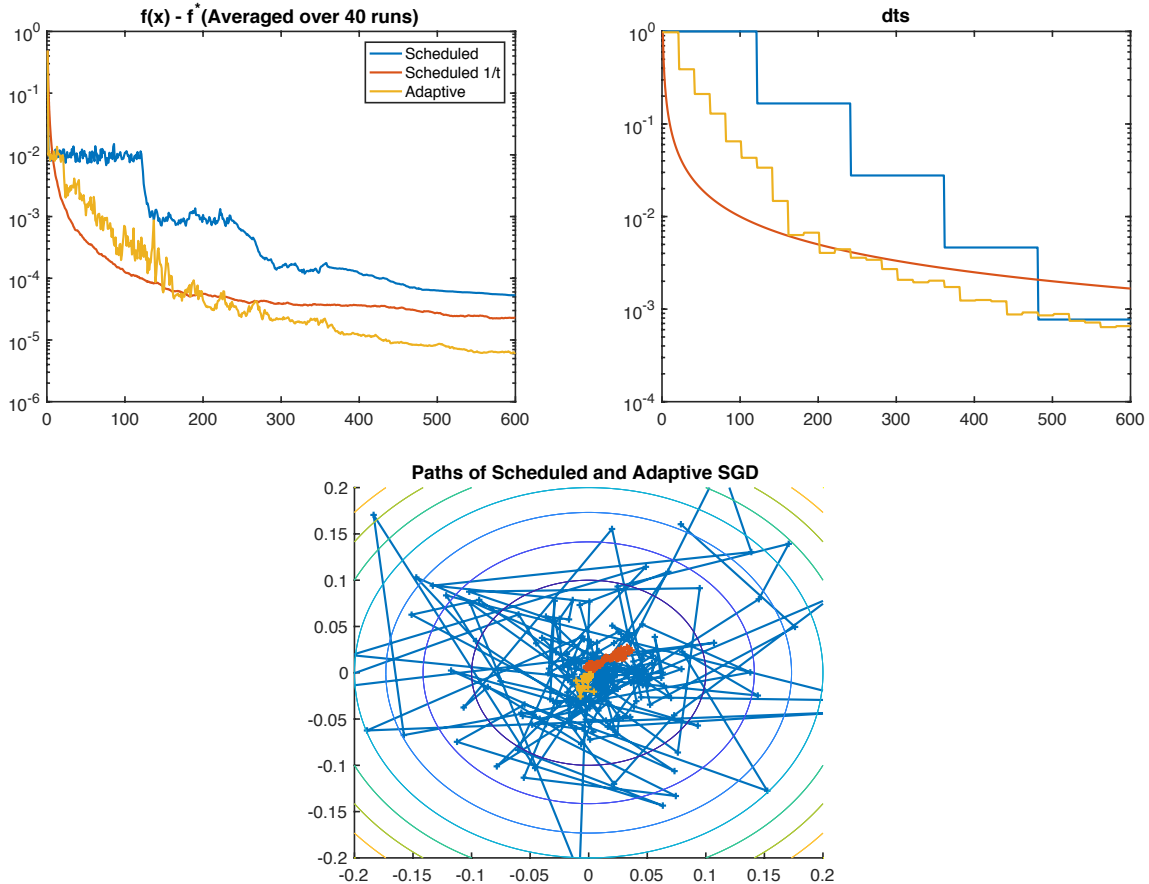 f(x) - f*(Averaged over 40 runs)
10^0
10^-1
10^-2
10^-3
10^-4
10^-5
10^-6
0 100 200 300 400 500 600
Scheduled
Scheduled 1/t
Adaptive
dts
10^0
10^-1
10^-2
10^-3
10^-4
0 100 200 300 400 500 600
Paths of Scheduled and Adaptive SGD
0.2
0.15
0.1
0.05
0
-0.05
-0.1
-0.15
-0.2
-0.2 -0.15 -0.1 -0.05 0 0.05 0.1 0.15 0.2